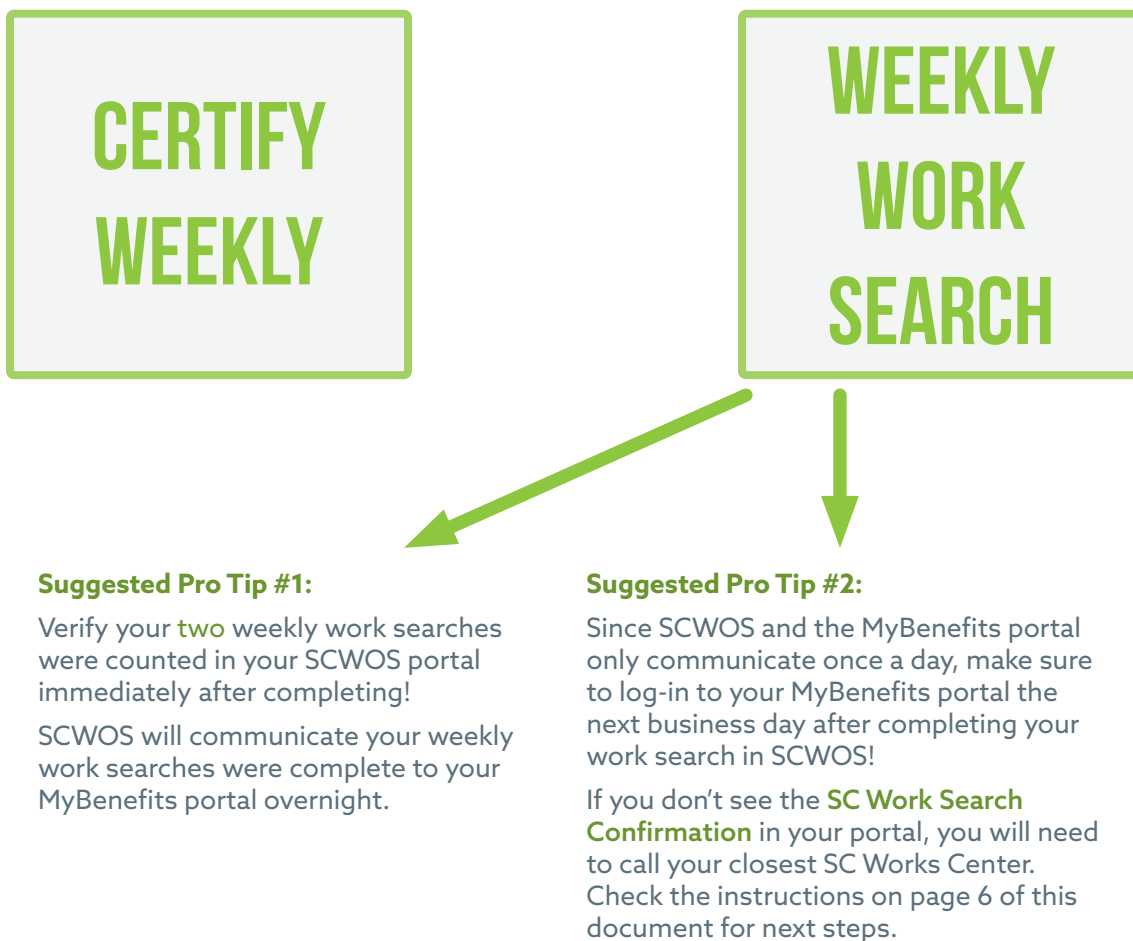 CERTIFY
WEEKLY
WEEKLY
WORK
SEARCH
Suggested Pro Tip #1:
Verify your two weekly work searches
were counted in your SCWOS portal
immediately after completing!
SCWOS will communicate your weekly
work searches were complete to your
MyBenefits portal overnight.
Suggested Pro Tip #2:
Since SCWOS and the MyBenefits portal
only communicate once a day, make sure
to log-in to your MyBenefits portal the
next business day after completing your
work search in SCWOS!
If you don’t see the SC Work Search
Confirmation in your portal, you will need
to call your closest SC Works Center.
Check the instructions on page 6 of this
document for next steps.